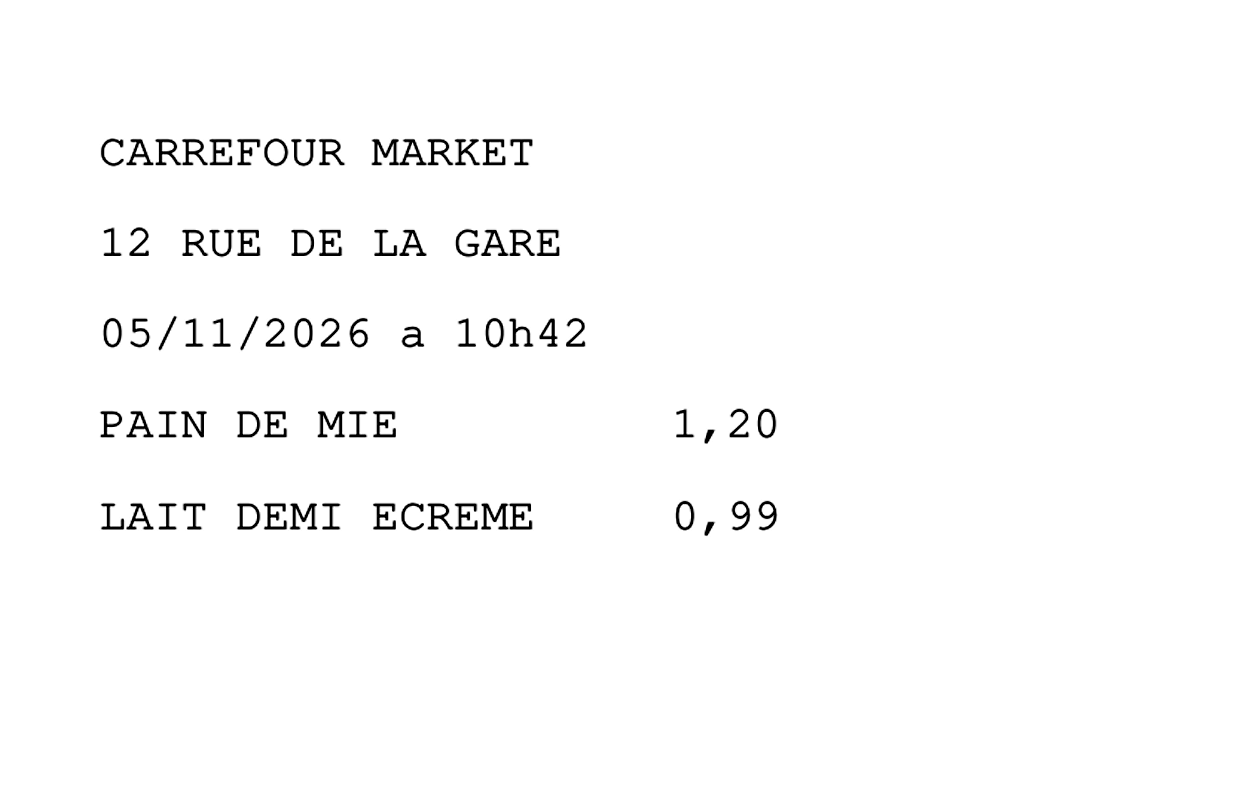 CARREFOUR MARKET
12 RUE DE LA GARE
05/11/2026 a 10h42
PAIN DE MIE 1,20
LAIT DEMI ECREME 0,99